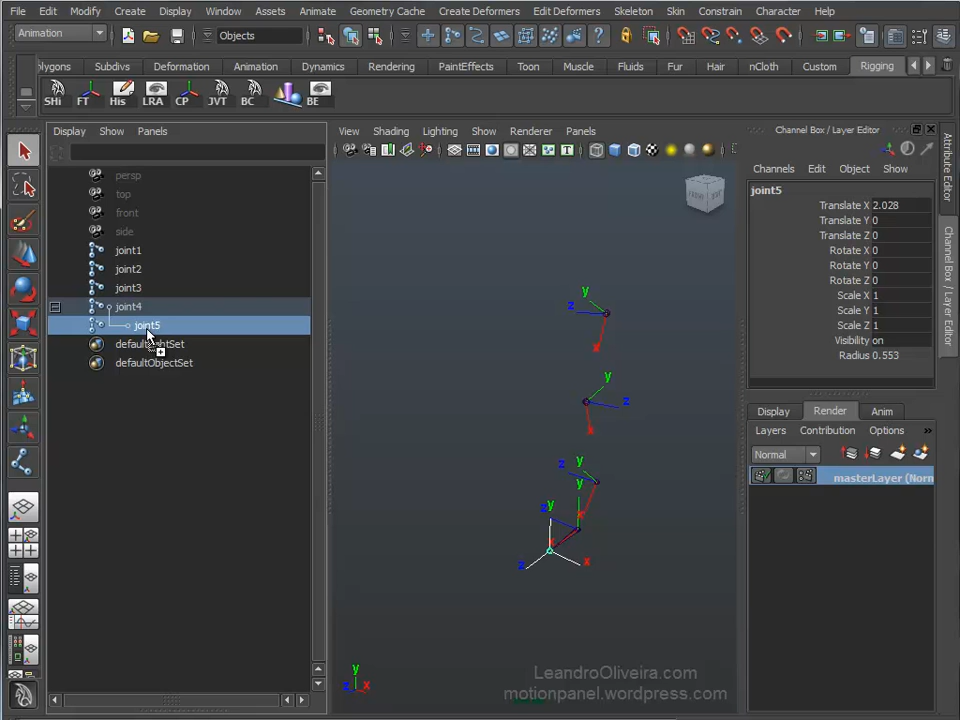 File Edit Modify Create Display Window Assets Animate Geometry Cache Create Deformers Edit Deformers Skeleton Skin Constrain Character Help
Animation Objects
olygons Subdivs Deformation Animation Dynamics Rendering PaintEffects Toon Muscle Fluids Fur Hair nCloth Custom Rigging
SHi FT His LRA CP JVT BC BE
Display Show Panels
View Shading Lighting Show Renderer Panels
Channel Box / Layer Editor
Channels Edit Object Show
persp
top
front
side
joint1
joint2
joint3
joint4
joint5
defaultLightSet
defaultObjectSet
joint5
Translate X 2.028
Translate Y 0
Translate Z 0
Rotate X 0
Rotate Y 0
Rotate Z 0
Scale X 1
Scale Y 1
Scale Z 1
Visibility on
Radius 0.553
Attribute Editor
Channel Box / Layer Editor
Display Render Anim
Layers Contribution Options »
Normal
masterLayer (Norn
y
z
x
y
z
x
y
z
y
x
y
z
x
z
x
y
z
x
LeandroOliveira.com
motionpanel.wordpress.com